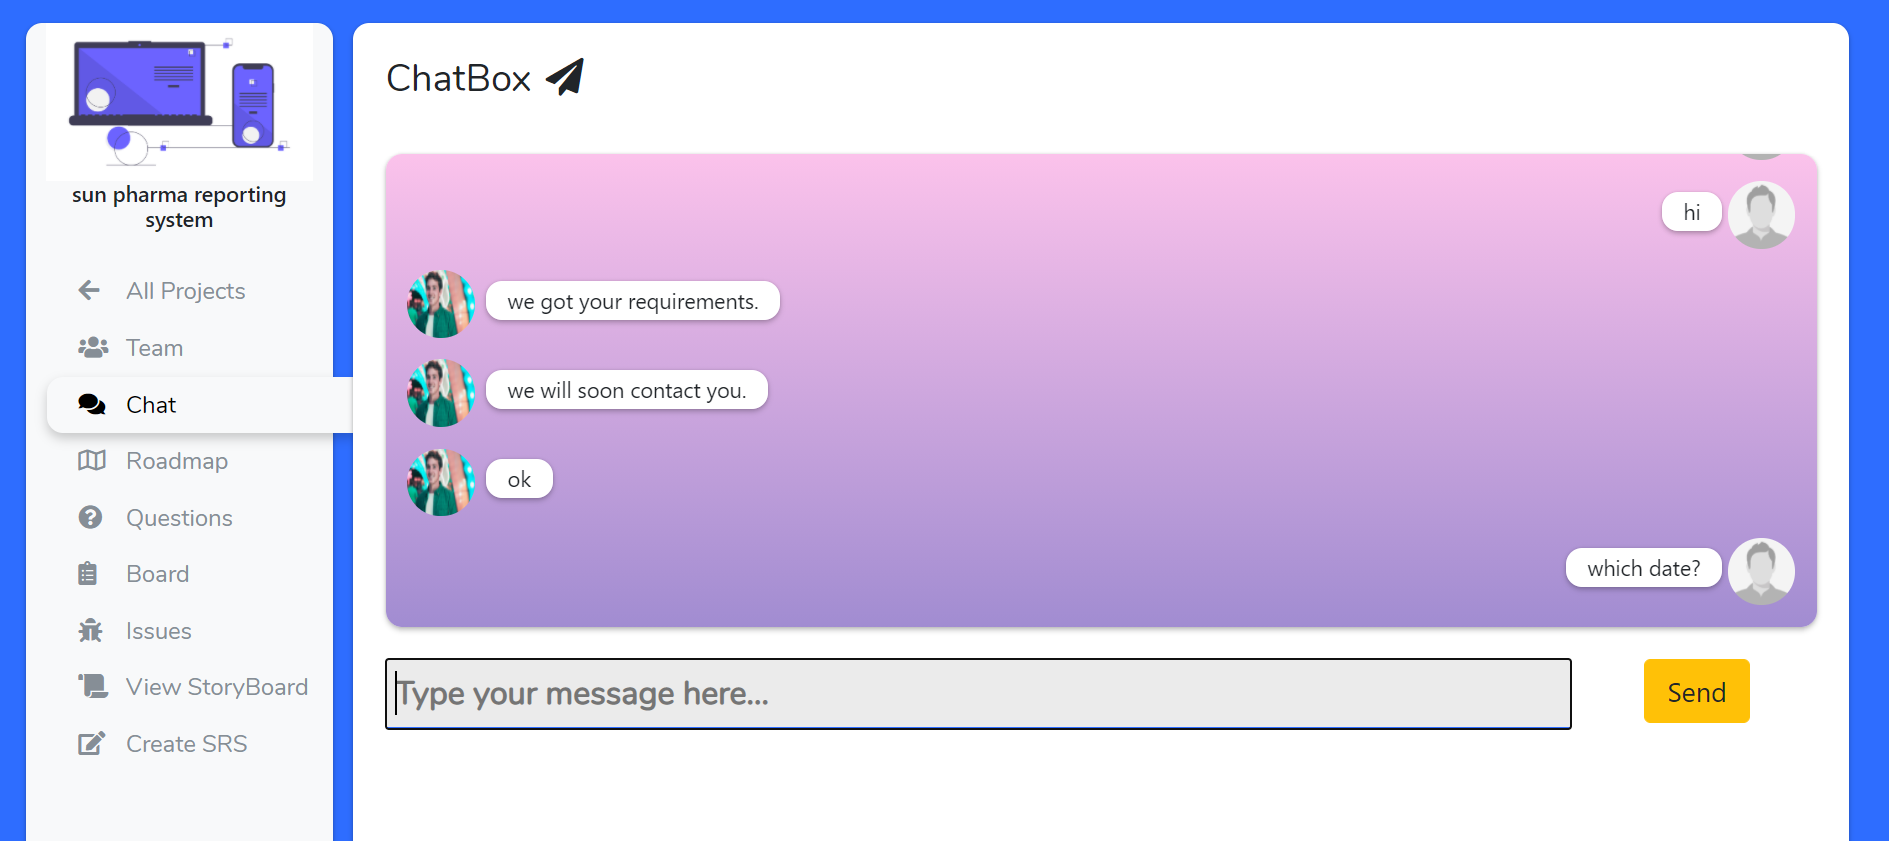 sun pharma reporting
system
All Projects
Team
Chat
Roadmap
Questions
Board
Issues
View StoryBoard
Create SRS
ChatBox
hi
we got your requirements.
we will soon contact you.
ok
which date?
Type your message here...
Send